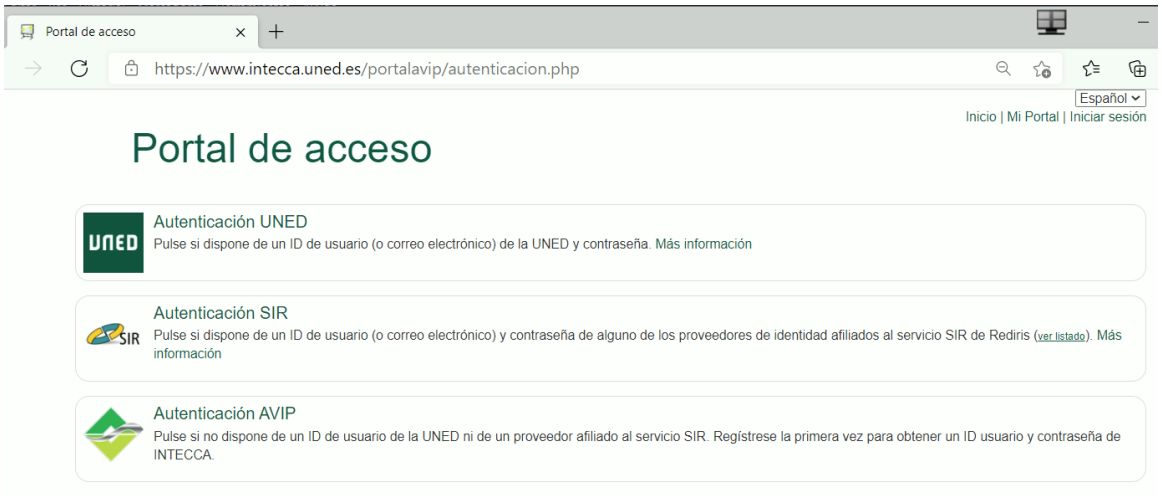 Portal de acceso
https://www.intecca.uned.es/portalavip/autenticacion.php
Español
Inicio | Mi Portal | Iniciar sesión
Portal de acceso
UNED
Autenticación UNED
Pulse si dispone de un ID de usuario (o correo electrónico) de la UNED y contraseña. Más información
SIR
Autenticación SIR
Pulse si dispone de un ID de usuario (o correo electrónico) y contraseña de alguno de los proveedores de identidad afiliados al servicio SIR de Rediris (ver listado). Más
información
Autenticación AVIP
Pulse si no dispone de un ID de usuario de la UNED ni de un proveedor afiliado al servicio SIR. Regístrese la primera vez para obtener un ID usuario y contraseña de
INTECCA.